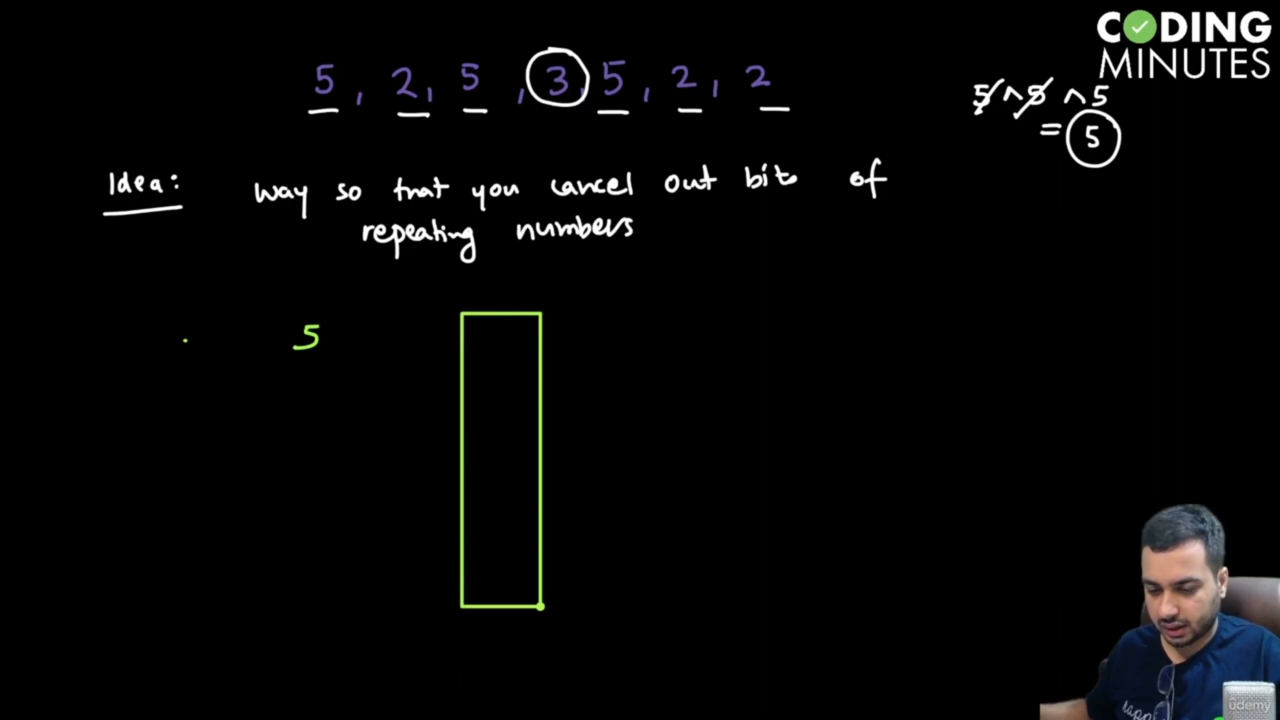 CODING
MINUTES
5, 2, 5, 3, 5, 2, 2
5 ^ 5 ^ 5
= 5
Idea: way so that you cancel out bits of
repeating numbers
5
udemy